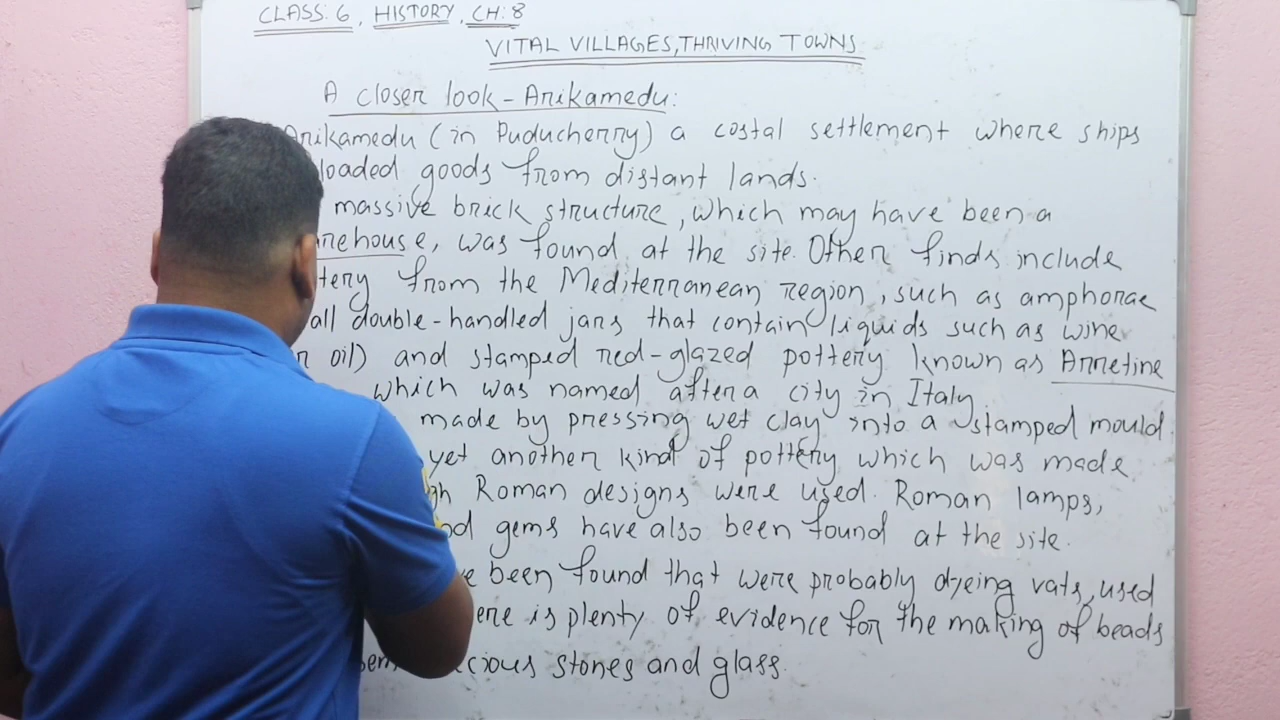 CLASS: 6, HISTORY, CH: 8
VITAL VILLAGES, THRIVING TOWNS
A closer look - Arikamedu:
Arikamedu (in Puducherry) a costal settlement where ships
loaded goods from distant lands.
massive brick structure, which may have been a
rehouse, was found at the site. Other finds include
tery from the Mediterranean region, such as amphorae
all double-handled jars that contain liquids such as wine
r oil) and stamped red-glazed pottery known as Arretine
which was named after a city in Italy
made by pressing wet clay into a stamped mould.
yet another kind of pottery which was made
gh Roman designs were used. Roman lamps,
nd gems have also been found at the site.
e been found that were probably dyeing vats, used
ere is plenty of evidence for the making of beads
semi cious stones and glass.